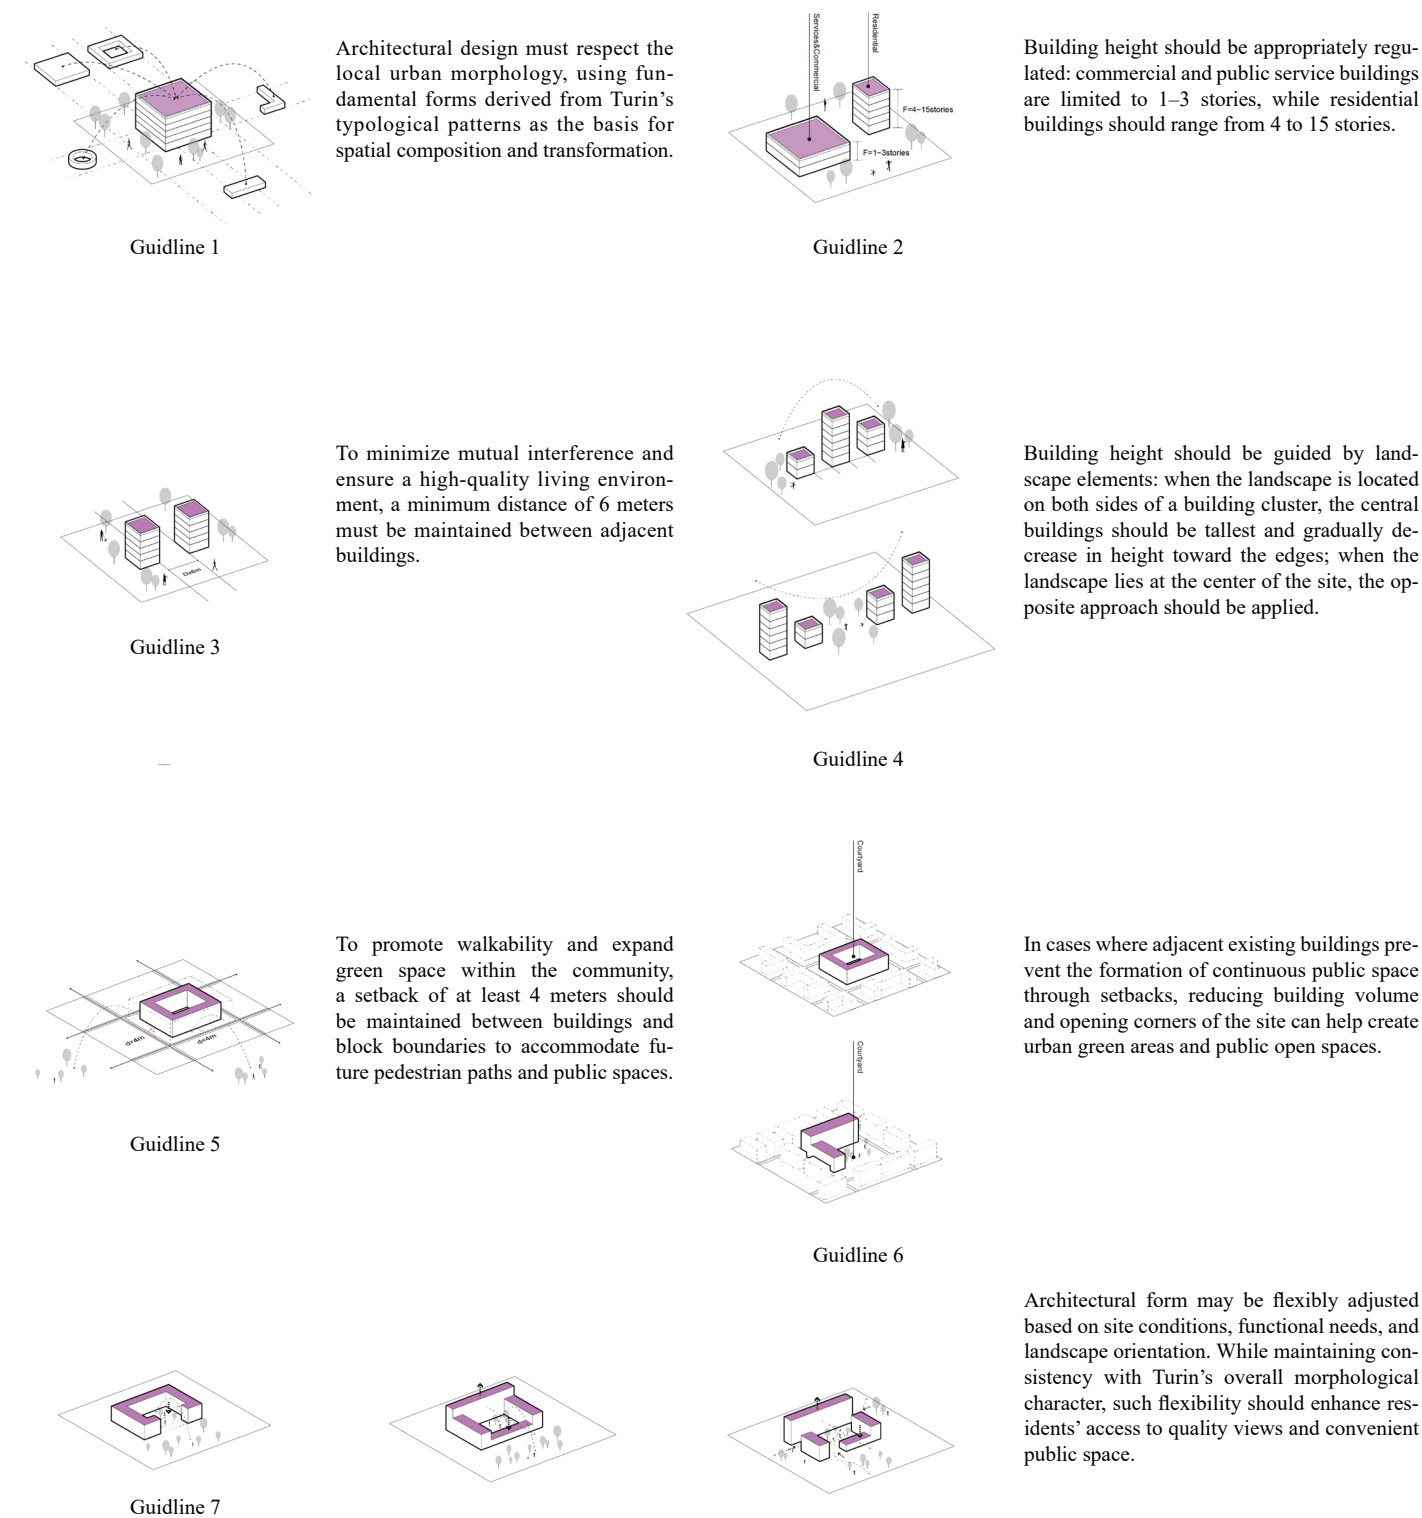 Architectural design must respect the
local urban morphology, using fun-
damental forms derived from Turin's
typological patterns as the basis for
spatial composition and transformation.
Guidline 1
Services&Commercial
Residential
F=4~15stories
F=1~3stories
Building height should be appropriately regu-
lated: commercial and public service buildings
are limited to 1–3 stories, while residential
buildings should range from 4 to 15 stories.
Guidline 2
D≥6m
To minimize mutual interference and
ensure a high-quality living environ-
ment, a minimum distance of 6 meters
must be maintained between adjacent
buildings.
Guidline 3
Building height should be guided by land-
scape elements: when the landscape is located
on both sides of a building cluster, the central
buildings should be tallest and gradually de-
crease in height toward the edges; when the
landscape lies at the center of the site, the op-
posite approach should be applied.
Guidline 4
d=4m
d=4m
To promote walkability and expand
green space within the community,
a setback of at least 4 meters should
be maintained between buildings and
block boundaries to accommodate fu-
ture pedestrian paths and public spaces.
Guidline 5
Courtyard
Courtyard
In cases where adjacent existing buildings pre-
vent the formation of continuous public space
through setbacks, reducing building volume
and opening corners of the site can help create
urban green areas and public open spaces.
Guidline 6
Architectural form may be flexibly adjusted
based on site conditions, functional needs, and
landscape orientation. While maintaining con-
sistency with Turin's overall morphological
character, such flexibility should enhance res-
idents' access to quality views and convenient
public space.
Guidline 7